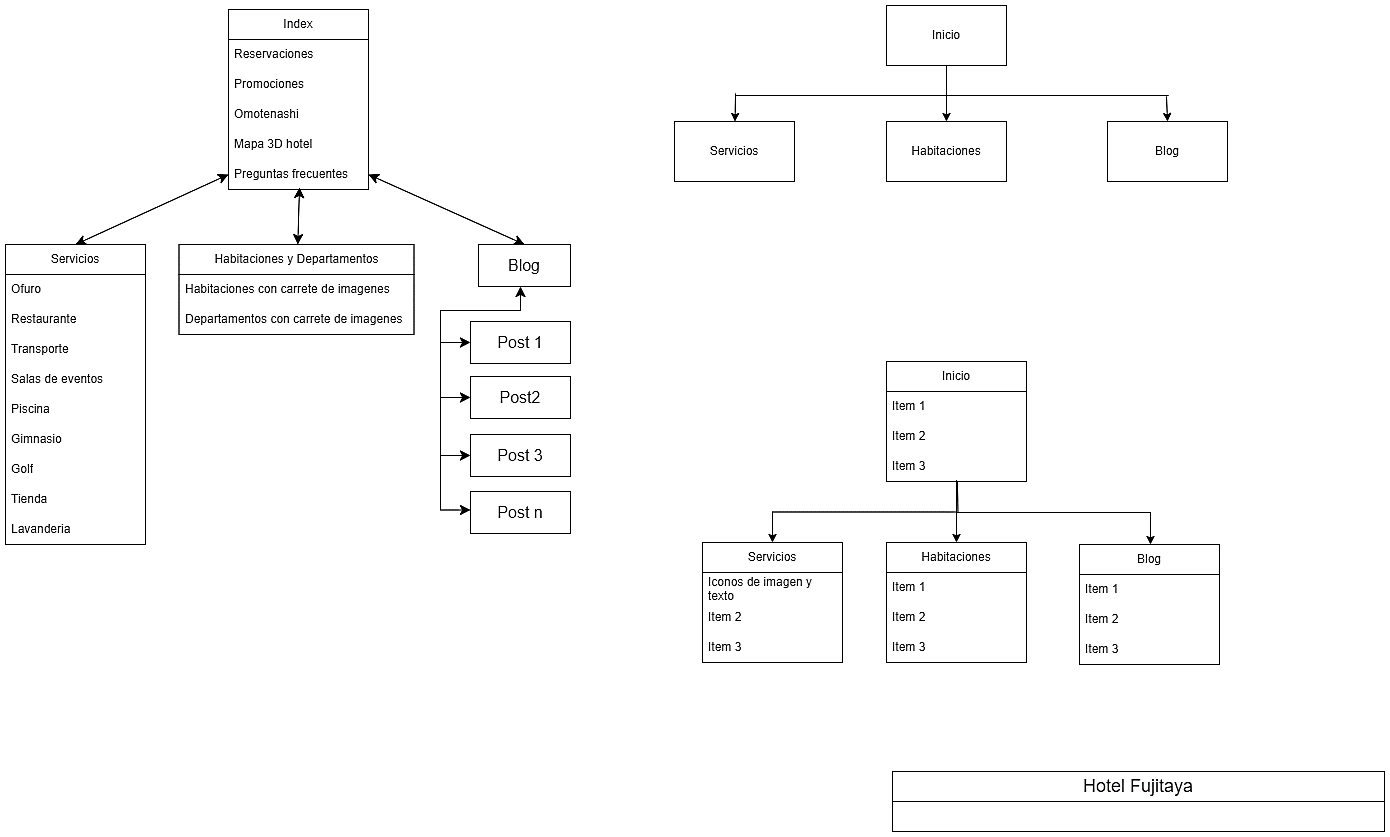 Index
Reservaciones
Promociones
Omotenashi
Mapa 3D hotel
Preguntas frecuentes
Servicios
Ofuro
Restaurante
Transporte
Salas de eventos
Piscina
Gimnasio
Golf
Tienda
Lavanderia
Habitaciones y Departamentos
Habitaciones con carrete de imagenes
Departamentos con carrete de imagenes
Blog
Post 1
Post2
Post 3
Post n
Inicio
Servicios
Habitaciones
Blog
Inicio
Item 1
Item 2
Item 3
Servicios
Iconos de imagen y
texto
Item 2
Item 3
Habitaciones
Item 1
Item 2
Item 3
Blog
Item 1
Item 2
Item 3
Hotel Fujitaya